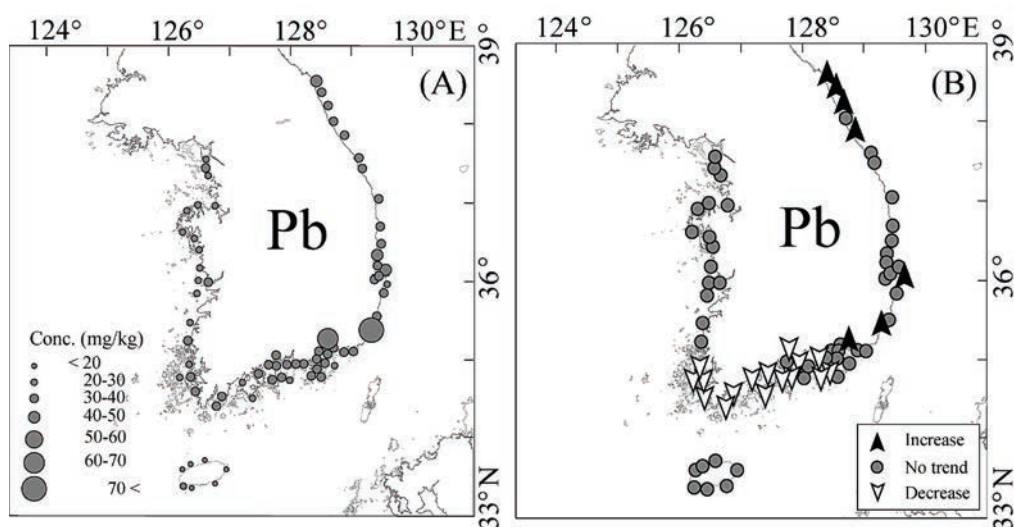 124° 126° 128° 130°E
124° 126° 128° 130°E
39°
39°
(A)
(B)
Pb
Pb
36°
36°
Conc. (mg/kg)
< 20
20-30
30-40
40-50
50-60
60-70
70 <
Increase
No trend
Decrease
33°N
33°N